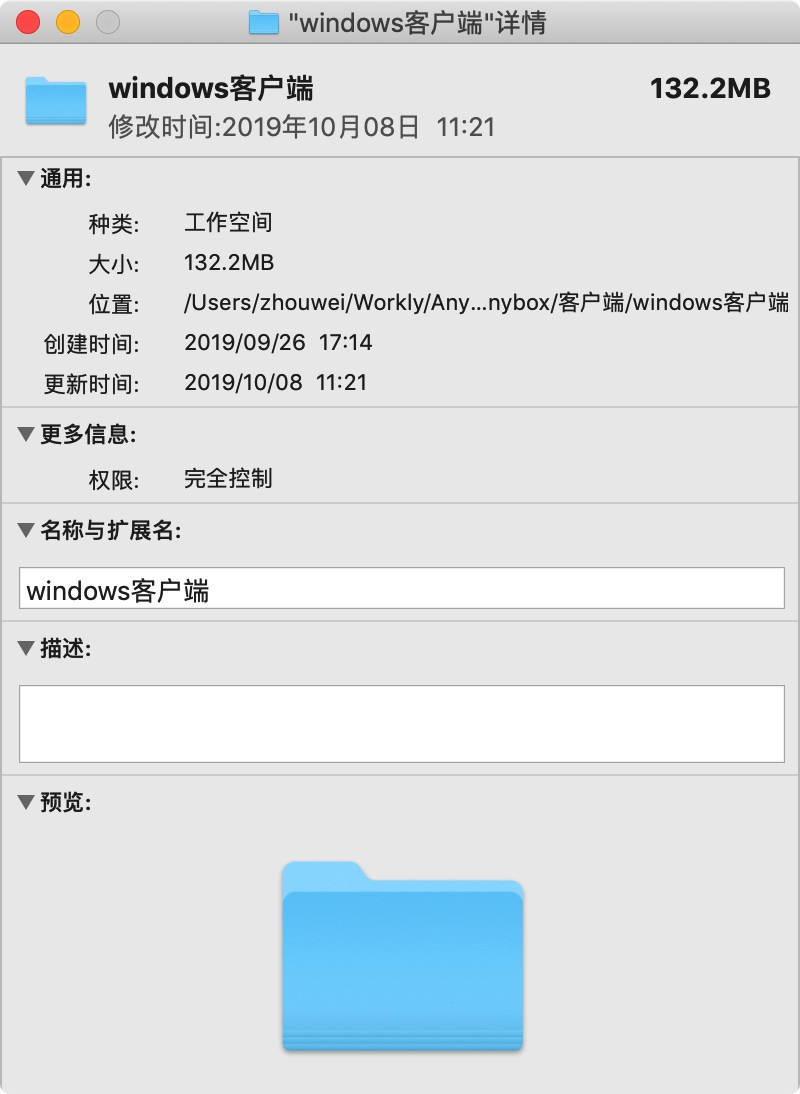 "windows客户端"详情
windows客户端 132.2MB
修改时间:2019年10月08日 11:21
通用:
种类: 工作空间
大小: 132.2MB
位置: /Users/zhouwei/Workly/Any...nybox/客户端/windows客户端
创建时间: 2019/09/26 17:14
更新时间: 2019/10/08 11:21
更多信息:
权限: 完全控制
名称与扩展名:
windows客户端
描述:
预览: